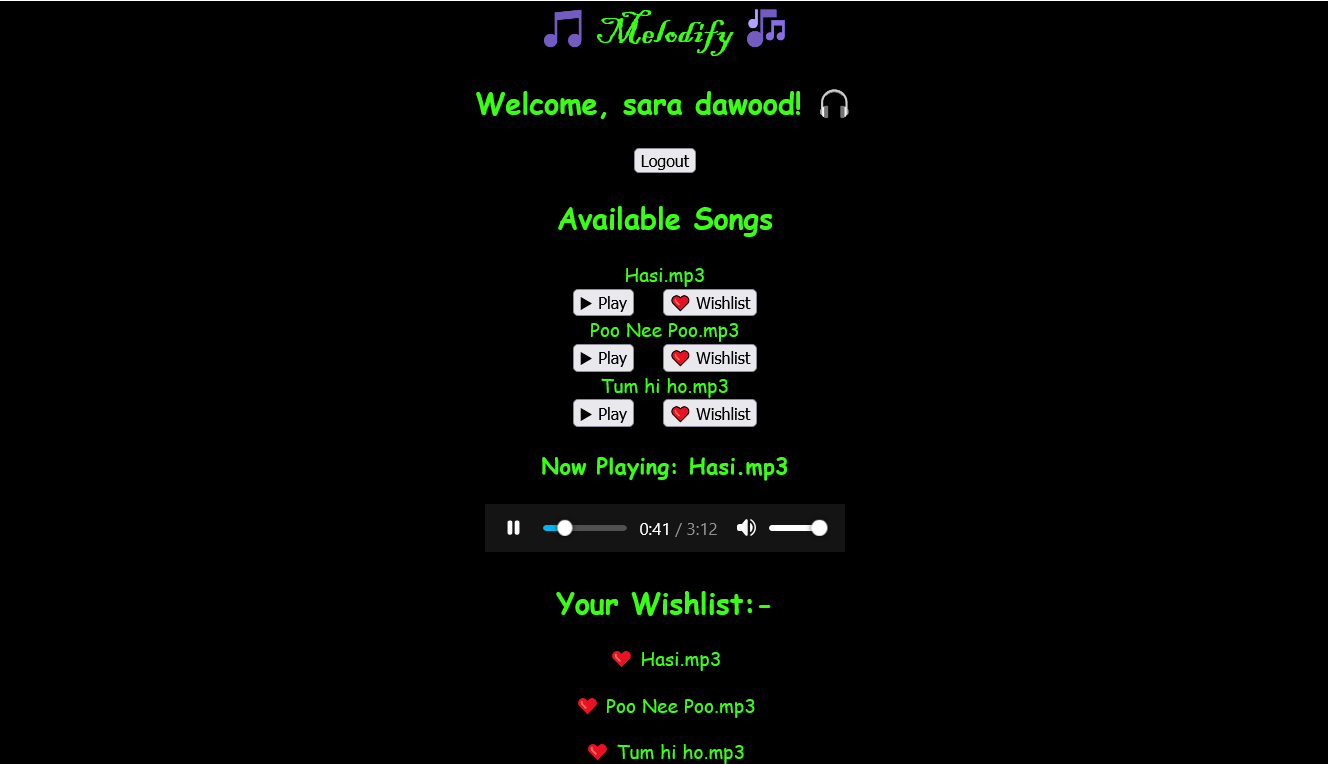 🎵 Melodify 🎶
Welcome, sara dawood! 🎧
Logout
Available Songs
Hasi.mp3
▶ Play ❤️ Wishlist
Poo Nee Poo.mp3
▶ Play ❤️ Wishlist
Tum hi ho.mp3
▶ Play ❤️ Wishlist
Now Playing: Hasi.mp3
0:41 / 3:12
Your Wishlist:-
❤️ Hasi.mp3
❤️ Poo Nee Poo.mp3
❤️ Tum hi ho.mp3